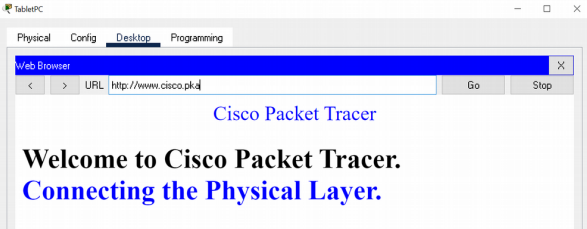 TabletPC
Physical Config Desktop Programming
Web Browser X
< > URL http://www.cisco.pka Go Stop
Cisco Packet Tracer
Welcome to Cisco Packet Tracer.
Connecting the Physical Layer.